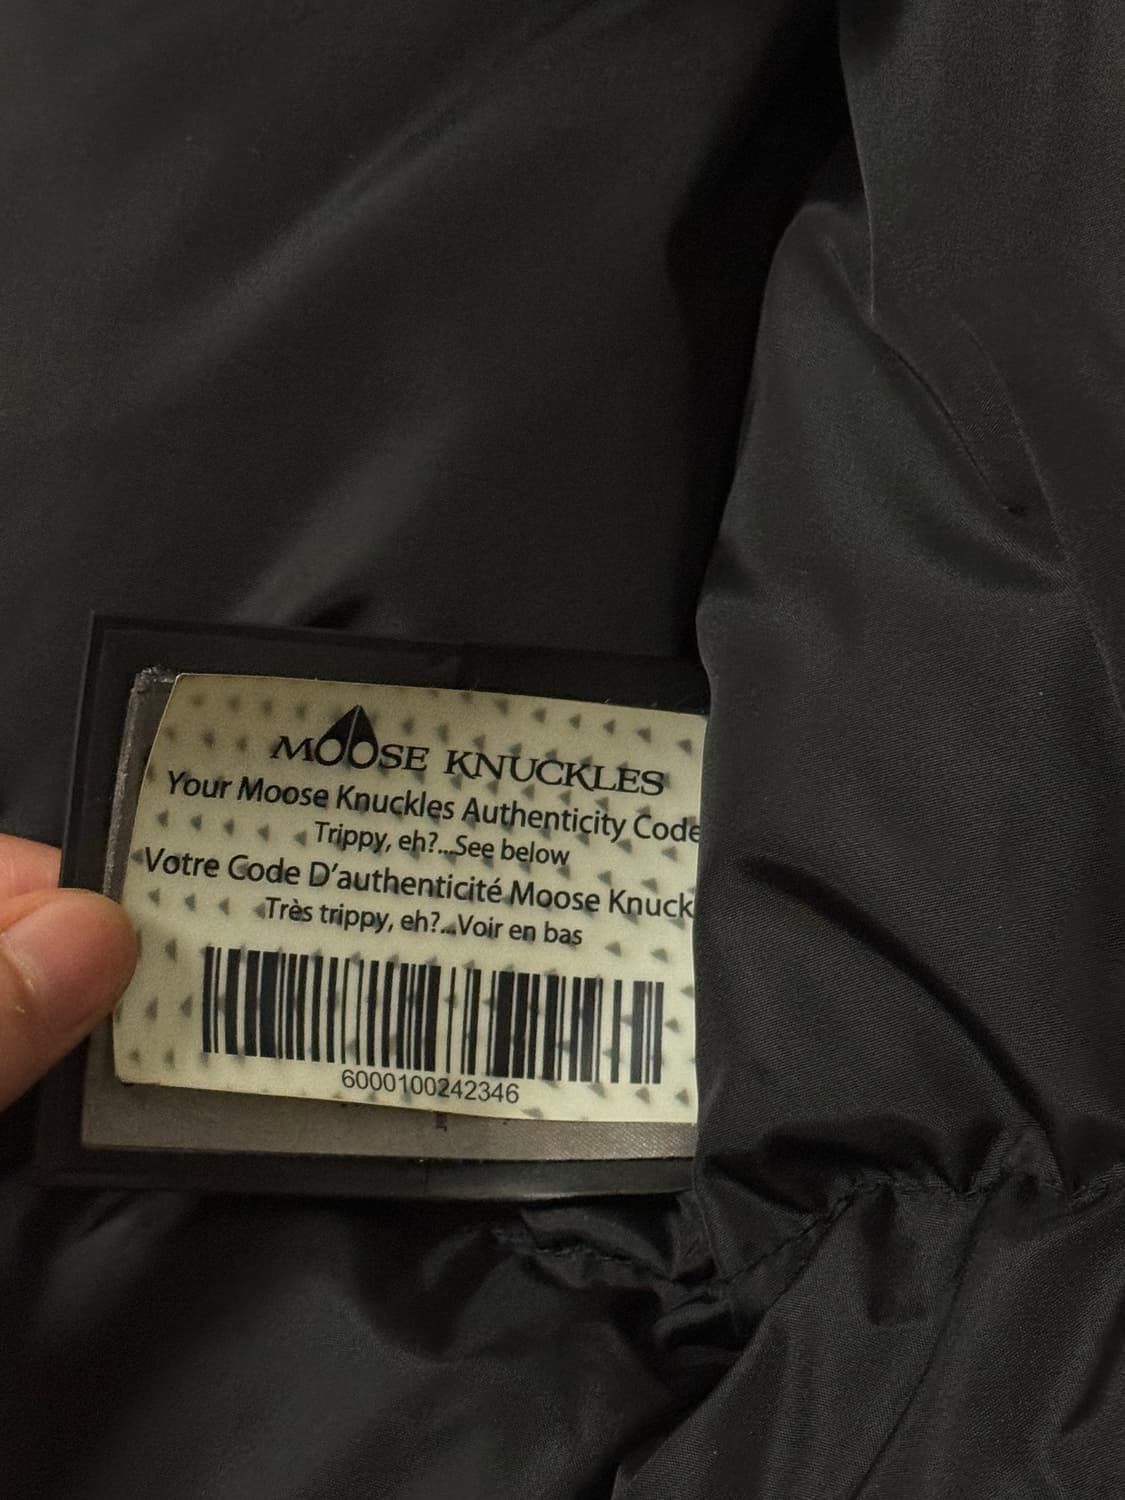 MOOSE KNUCKLES
Your Moose Knuckles Authenticity Code
Trippy, eh?...See below
Votre Code D'authenticité Moose Knuck
Très trippy, eh?...Voir en bas
6000100242346